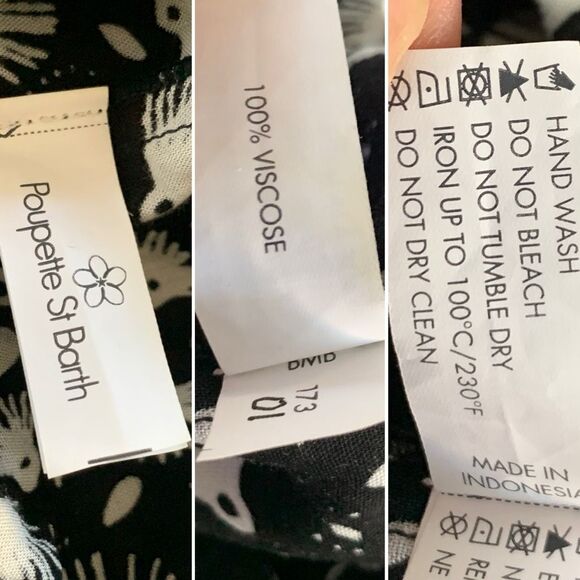 Poupette St Barth
100% VISCOSE
BMD
173
01
HAND WASH
DO NOT BLEACH
DO NOT TUMBLE DRY
IRON UP TO 100°C/230°F
DO NOT DRY CLEAN
MADE IN
INDONESIA
NE